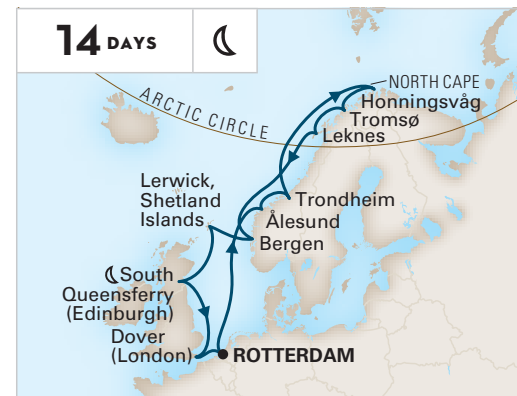 14 DAYS
NORTH CAPE
ARCTIC CIRCLE
Honningsvåg
Tromsø
Leknes
Lerwick,
Shetland
Islands
Trondheim
Ålesund
Bergen
South
Queensferry
(Edinburgh)
Dover
(London)
ROTTERDAM